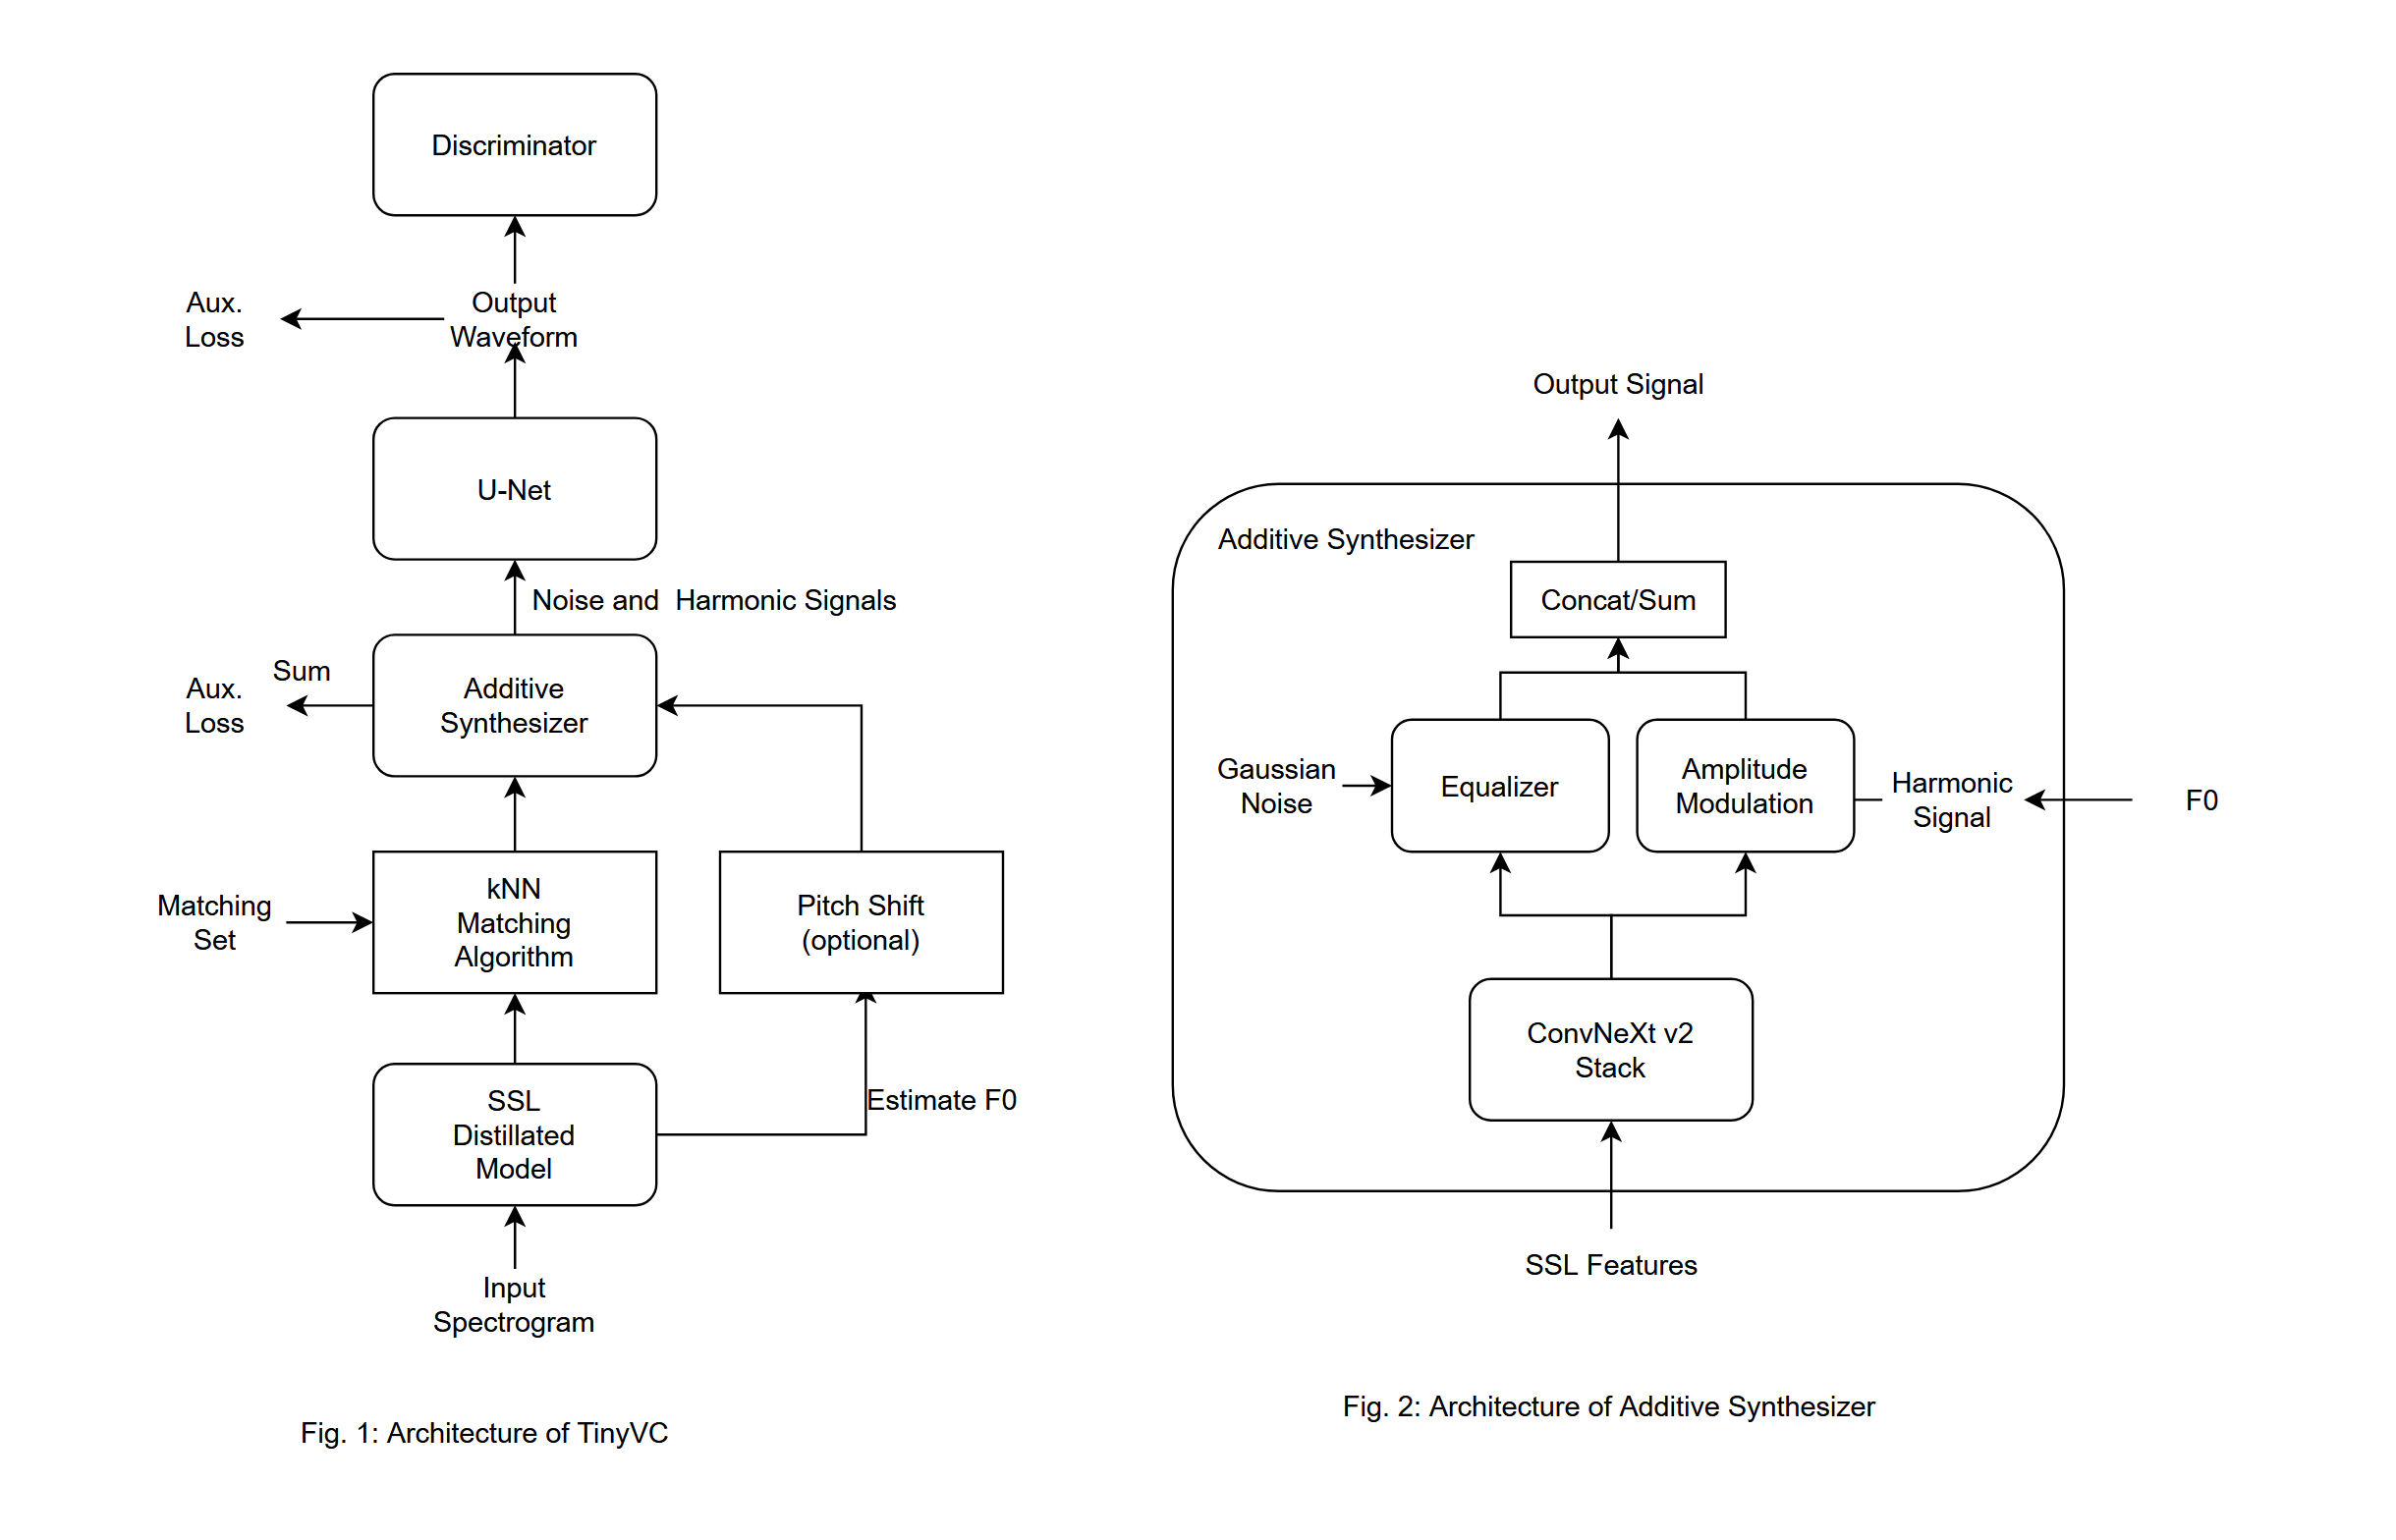 Discriminator
Aux.
Loss
Output
Waveform
U-Net
Noise and  Harmonic Signals
Sum
Aux.
Loss
Additive
Synthesizer
Matching
Set
kNN
Matching
Algorithm
Pitch Shift
(optional)
SSL
Distillated
Model
Estimate F0
Input
Spectrogram
Fig. 1: Architecture of TinyVC
Output Signal
Additive Synthesizer
Concat/Sum
Gaussian
Noise
Equalizer
Amplitude
Modulation
Harmonic
Signal
F0
ConvNeXt v2
Stack
SSL Features
Fig. 2: Architecture of Additive Synthesizer